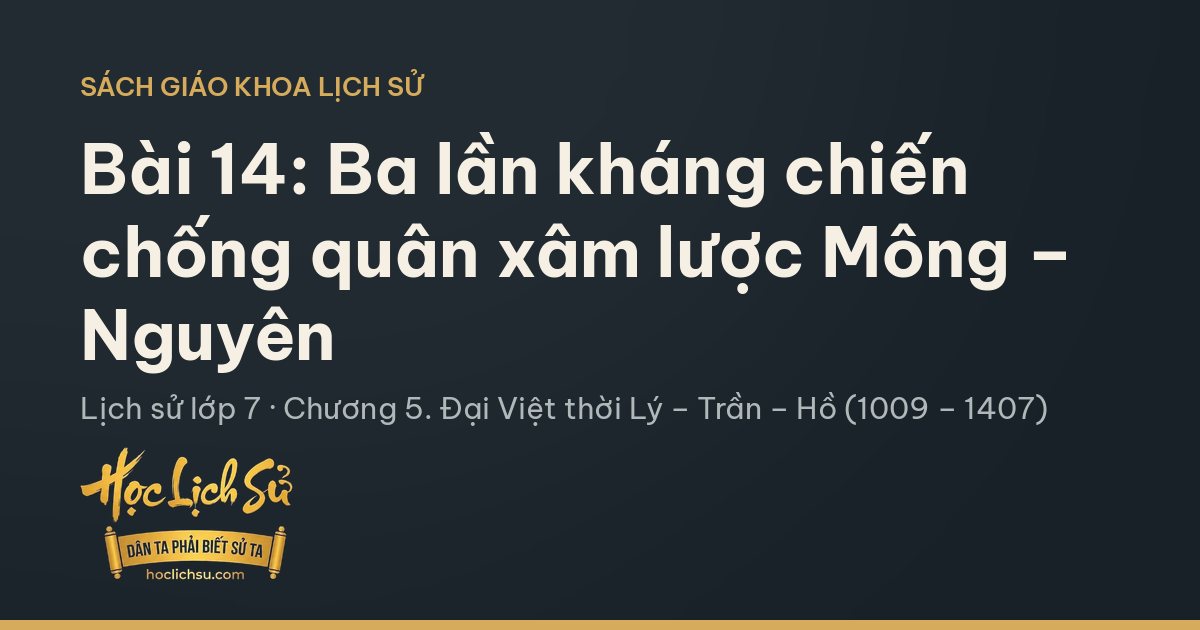 SÁCH GIÁO KHOA LỊCH SỬ
Bài 14: Ba lần kháng chiến
chống quân xâm lược Mông –
Nguyên
Lịch sử lớp 7 · Chương 5. Đại Việt thời Lý – Trần – Hồ (1009 – 1407)
Học Lịch Sử
DÂN TA PHẢI BIẾT SỬ TA
hoclichsu.com